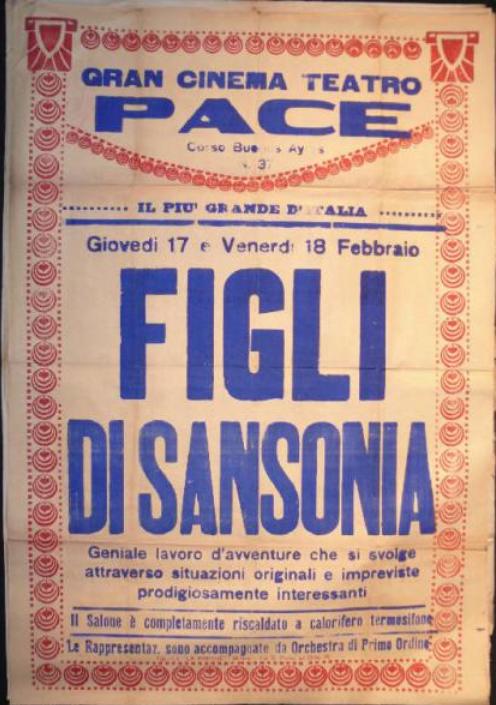 GRAN CINEMA TEATRO
PACE
Corso
IL PIU' GRANDE D'ITALIA
Giovedi 17 e Venerdi 18 Febbraio
FIGLI
DI SANSONIA
Geniale lavoro d'avventure che si svolge
attraverso situazioni originali e impreviste
prodigiosamente interessanti
Il Salone è completamente riscaldato a calorifero termosifone
Le Rappresentaz. sono accompagnate da Orchestra di Primo Ordine